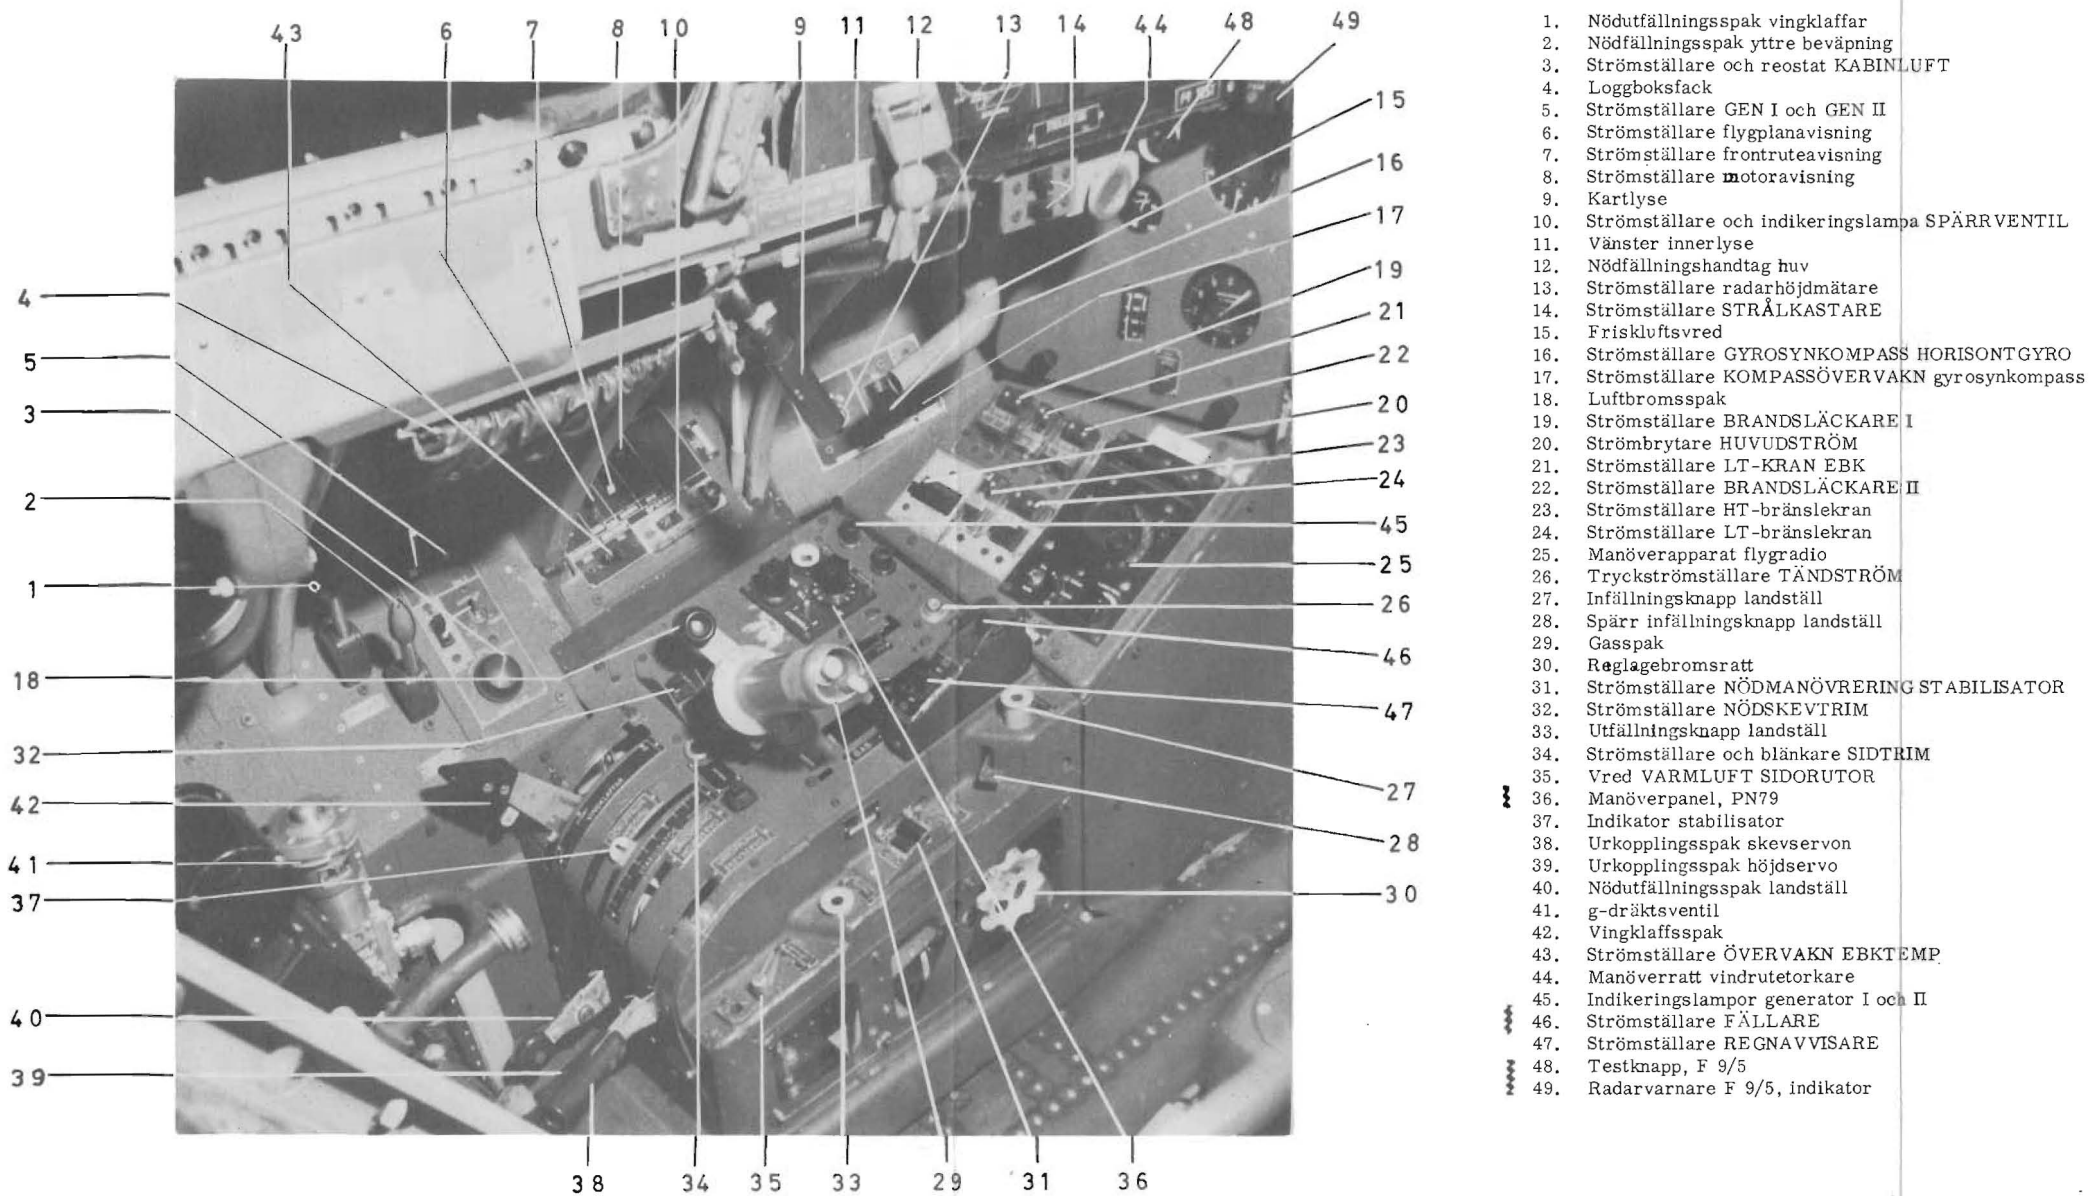 43 6 7 8 10 9 11 12 13 14 44 48 49
15
16
17
4 19
21
5 22
3 20
23
2 24
45
1 25
26
46
18
47
32
42 27
28
41
37 30
40
39
38 34 35 33 29 31 36
1. Nödutfällningsspak vingklaffar
2. Nödfällningsspak yttre beväpning
3. Strömställare och reostat KABINLUFT
4. Loggboksfack
5. Strömställare GEN I och GEN II
6. Strömställare flygplanavisning
7. Strömställare frontruteavisning
8. Strömställare motoravisning
9. Kartlyse
10. Strömställare och indikeringslampa SPÄRRVENTIL
11. Vänster innerlyse
12. Nödfällningshandtag huv
13. Strömställare radarhöjdmätare
14. Strömställare STRÅLKASTARE
15. Friskluftsvred
16. Strömställare GYROSYNKOMPASS HORISONTGYRO
17. Strömställare KOMPASSÖVERVAKN gyrosynkompass
18. Luftbromsspak
19. Strömställare BRANDSLÄCKARE I
20. Strömbrytare HUVUDSTRÖM
21. Strömställare LT-KRAN EBK
22. Strömställare BRANDSLÄCKARE II
23. Strömställare HT-bränslekran
24. Strömställare LT-bränslekran
25. Manöverapparat flygradio
26. Tryckströmställare TÄNDSTRÖM
27. Infällningsknapp landställ
28. Spärr infällningsknapp landställ
29. Gasspak
30. Reglagebromsratt
31. Strömställare NÖDMANÖVRERING STABILISATOR
32. Strömställare NÖDSKEVTRIM
33. Utfällningsknapp landställ
34. Strömställare och blänkare SIDTRIM
35. Vred VARMLUFT SIDORUTOR
36. Manöverpanel, PN79
37. Indikator stabilisator
38. Urkopplingsspak skevservon
39. Urkopplingsspak höjdservo
40. Nödutfällningsspak landställ
41. g-dräktsventil
42. Vingklaffsspak
43. Strömställare ÖVERVAKN EBKTEMP
44. Manöverratt vindrutetorkare
45. Indikeringslampor generator I och II
46. Strömställare FÄLLARE
47. Strömställare REGNAVVISARE
48. Testknapp, F 9/5
49. Radarvarnare F 9/5, indikator